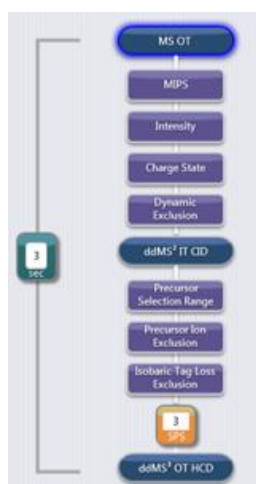 MS OT
MIPS
Intensity
Charge State
Dynamic
Exclusion
ddMS² IT CID
3
sec
Precursor
Selection Range
Precursor Ion
Exclusion
Isobaric Tag Loss
Exclusion
3
SPS
ddMS³ OT HCD